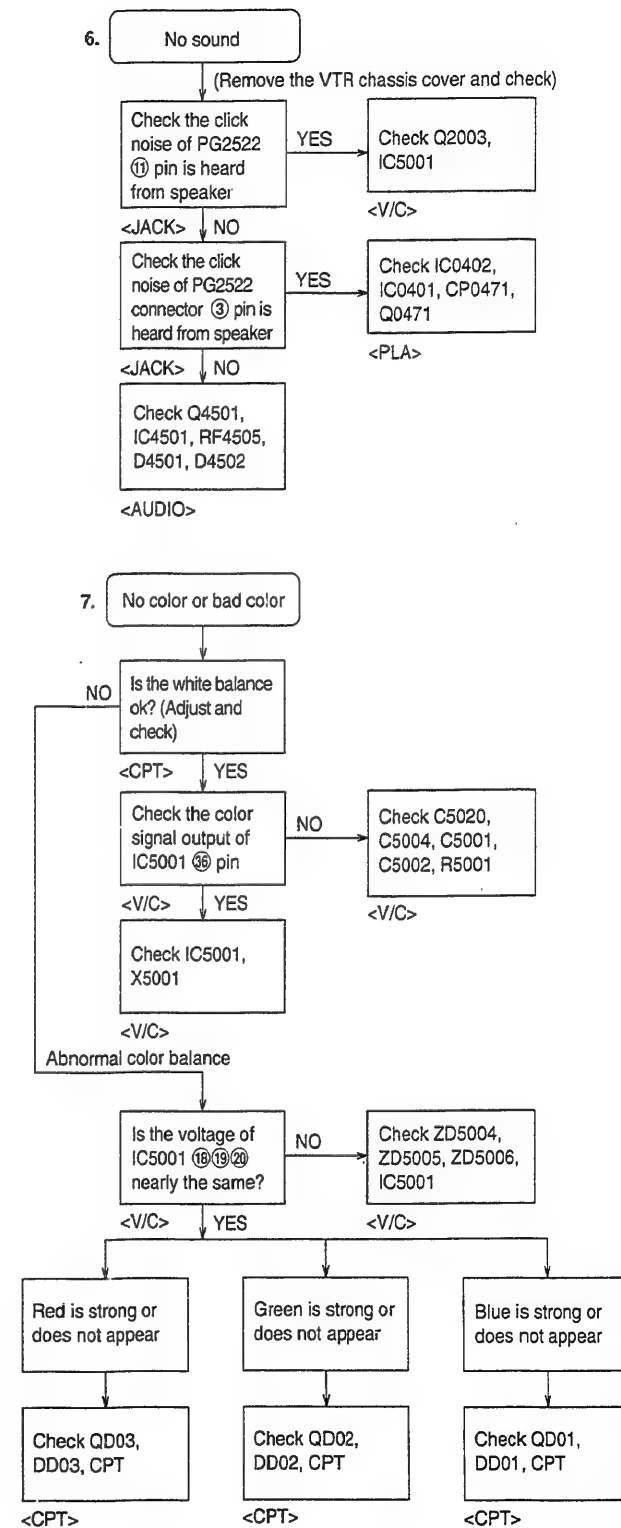 6. No sound
(Remove the VTR chassis cover and check)
Check the click
noise of PG2522
⑪ pin is heard
from speaker
YES
Check Q2003,
IC5001
<V/C>
<JACK> NO
Check the click
noise of PG2522
connector ③ pin is
heard from speaker
YES
Check IC0402,
IC0401, CP0471,
Q0471
<PLA>
<JACK> NO
Check Q4501,
IC4501, RF4505,
D4501, D4502
<AUDIO>
7. No color or bad color
NO
Is the white balance
ok? (Adjust and
check)
<CPT> YES
Check the color
signal output of
IC5001 ㊱ pin
NO
Check C5020,
C5004, C5001,
C5002, R5001
<V/C>
<V/C> YES
Check IC5001,
X5001
<V/C>
Abnormal color balance
Is the voltage of
IC5001 ⑱⑲⑳
nearly the same?
NO
Check ZD5004,
ZD5005, ZD5006,
IC5001
<V/C>
<V/C> YES
Red is strong or
does not appear
Green is strong or
does not appear
Blue is strong or
does not appear
Check QD03,
DD03, CPT
<CPT>
Check QD02,
DD02, CPT
<CPT>
Check QD01,
DD01, CPT
<CPT>